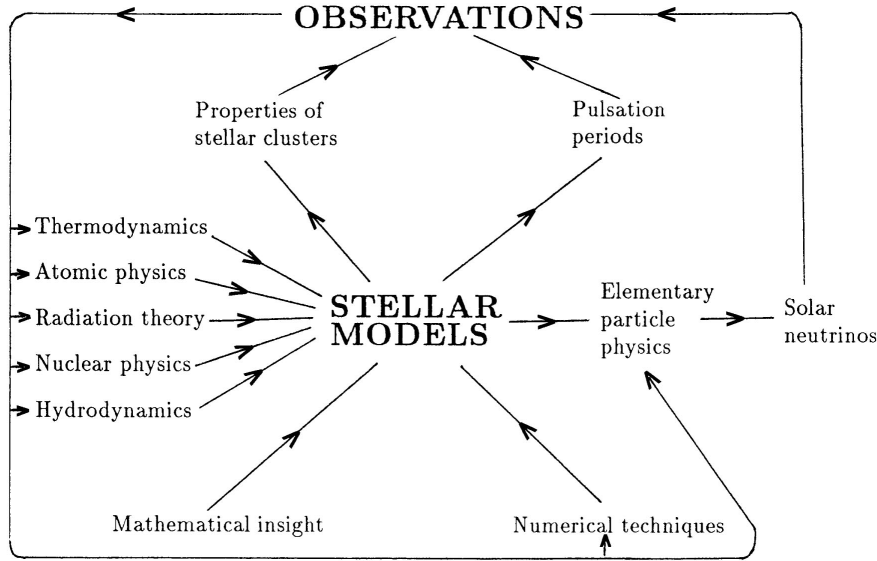 OBSERVATIONS
Properties of
stellar clusters
Pulsation
periods
Thermodynamics
Atomic physics
Radiation theory
Nuclear physics
Hydrodynamics
STELLAR
MODELS
Elementary
particle
physics
Solar
neutrinos
Mathematical insight
Numerical techniques